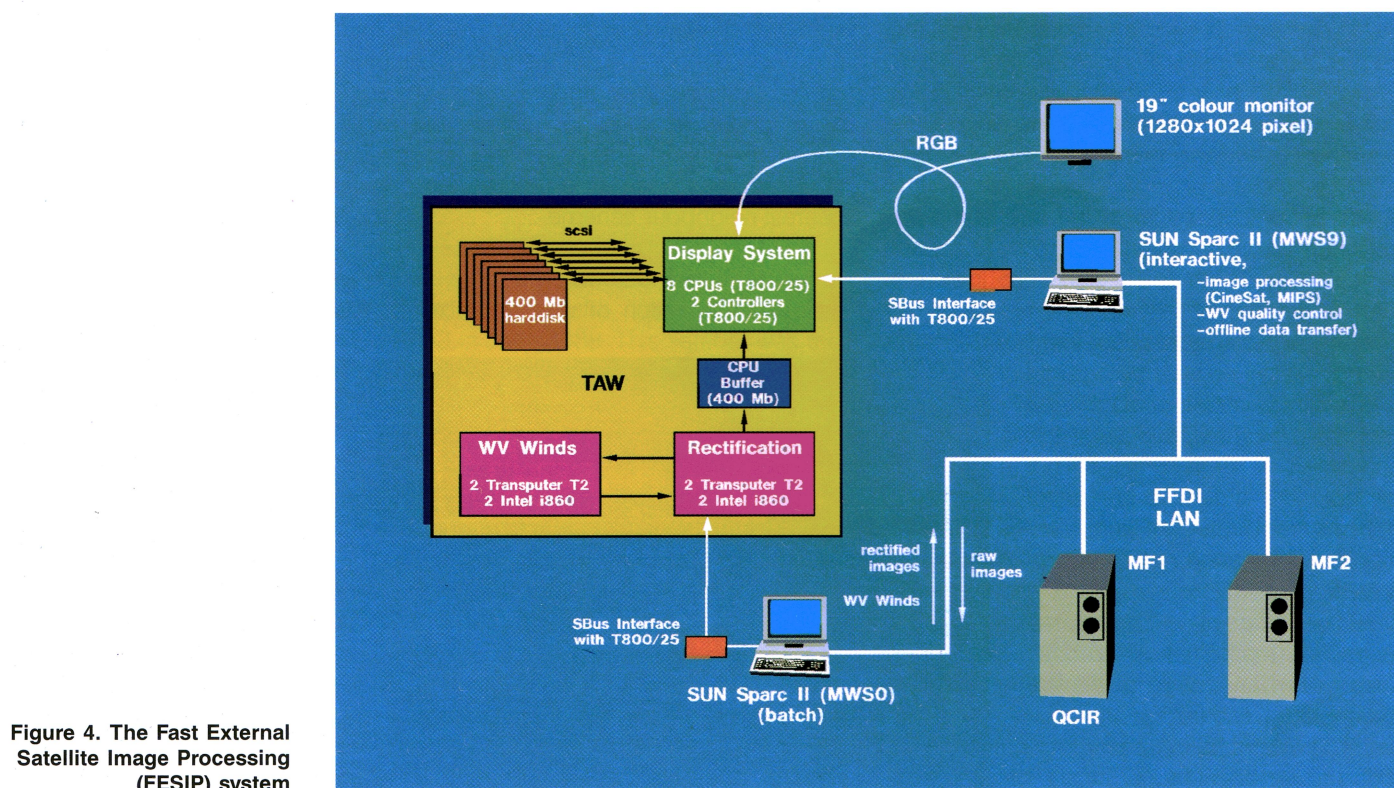 19" colour monitor
(1280x1024 pixel)
RGB
scsi
Display System
8 CPUs (T800/25)
2 Controllers
(T800/25)
400 Mb
harddisk
SUN Sparc II (MWS9)
(interactive,
-image processing
(CineSat, MIPS)
-WV quality control
-offline data transfer)
SBus Interface
with T800/25
TAW
CPU
Buffer
(400 Mb)
WV Winds
2 Transputer T2
2 Intel i860
Rectification
2 Transputer T2
2 Intel i860
FFDI
LAN
rectified
images
WV Winds
raw
images
MF1
MF2
SBus Interface
with T800/25
SUN Sparc II (MWS0)
(batch)
QCIR
Figure 4. The Fast External
Satellite Image Processing
(FESIP) system